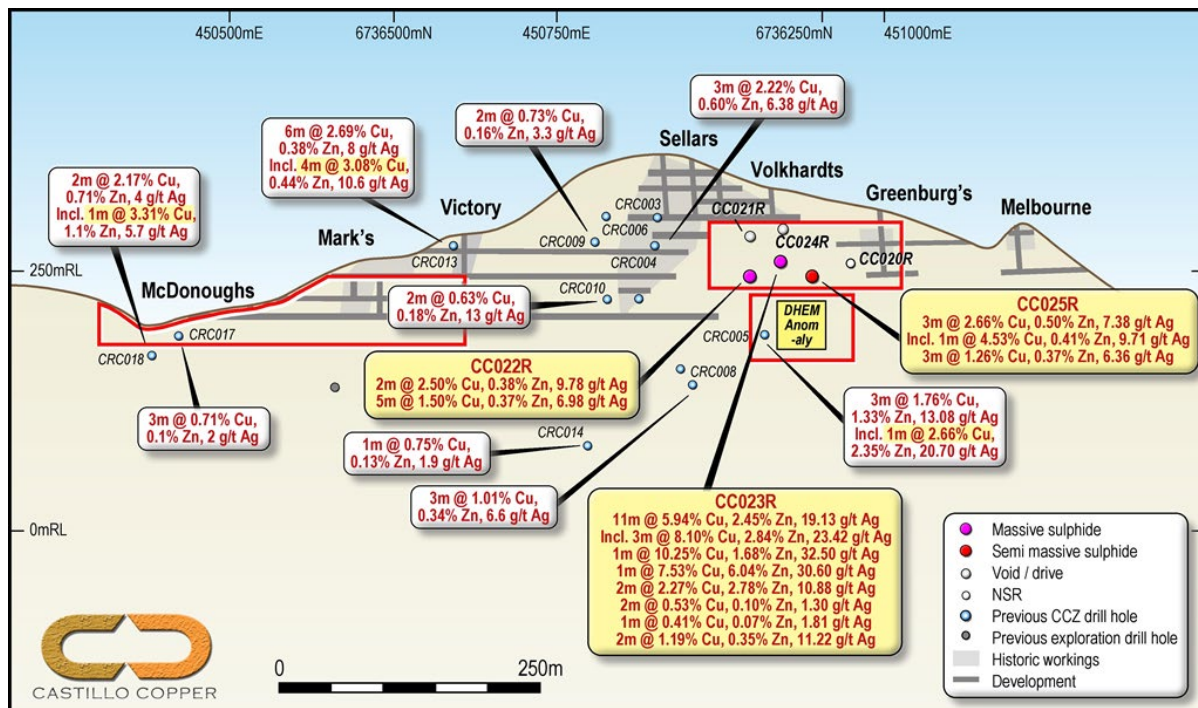 450500mE
6736500mN
450750mE
6736250mN
451000mE
3m @ 2.22% Cu,
0.60% Zn, 6.38 g/t Ag
2m @ 0.73% Cu,
0.16% Zn, 3.3 g/t Ag
6m @ 2.69% Cu,
0.38% Zn, 8 g/t Ag
Incl. 4m @ 3.08% Cu,
0.44% Zn, 10.6 g/t Ag
2m @ 2.17% Cu,
0.71% Zn, 4 g/t Ag
Incl. 1m @ 3.31% Cu,
1.1% Zn, 5.7 g/t Ag
Sellars
Volkhardts
Greenburg's
Melbourne
Victory
Mark's
McDonoughs
CRC003
CRC006
CRC009
CRC004
CRC013
CC021R
CC024R
CC020R
250mRL
CRC010
2m @ 0.63% Cu,
0.18% Zn, 13 g/t Ag
CRC017
CRC018
CRC005
DHEM
Anom
-aly
CC025R
3m @ 2.66% Cu, 0.50% Zn, 7.38 g/t Ag
Incl. 1m @ 4.53% Cu, 0.41% Zn, 9.71 g/t Ag
3m @ 1.26% Cu, 0.37% Zn, 6.36 g/t Ag
CC022R
2m @ 2.50% Cu, 0.38% Zn, 9.78 g/t Ag
5m @ 1.50% Cu, 0.37% Zn, 6.98 g/t Ag
CRC008
3m @ 0.71% Cu,
0.1% Zn, 2 g/t Ag
3m @ 1.76% Cu,
1.33% Zn, 13.08 g/t Ag
Incl. 1m @ 2.66% Cu,
2.35% Zn, 20.70 g/t Ag
CRC014
1m @ 0.75% Cu,
0.13% Zn, 1.9 g/t Ag
3m @ 1.01% Cu,
0.34% Zn, 6.6 g/t Ag
0mRL
CC023R
11m @ 5.94% Cu, 2.45% Zn, 19.13 g/t Ag
Incl. 3m @ 8.10% Cu, 2.84% Zn, 23.42 g/t Ag
1m @ 10.25% Cu, 1.68% Zn, 32.50 g/t Ag
1m @ 7.53% Cu, 6.04% Zn, 30.60 g/t Ag
2m @ 2.27% Cu, 2.78% Zn, 10.88 g/t Ag
2m @ 0.53% Cu, 0.10% Zn, 1.30 g/t Ag
1m @ 0.41% Cu, 0.07% Zn, 1.81 g/t Ag
2m @ 1.19% Cu, 0.35% Zn, 11.22 g/t Ag
Massive sulphide
Semi massive sulphide
Void / drive
NSR
Previous CCZ drill hole
Previous exploration drill hole
Historic workings
Development
CASTILLO COPPER
0
250m